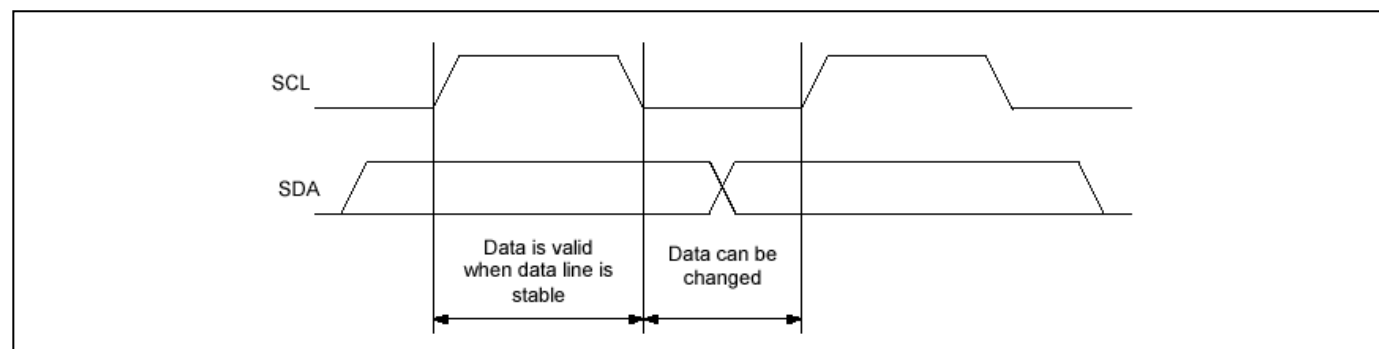 SCL
SDA
Data is valid
when data line is
stable
Data can be
changed